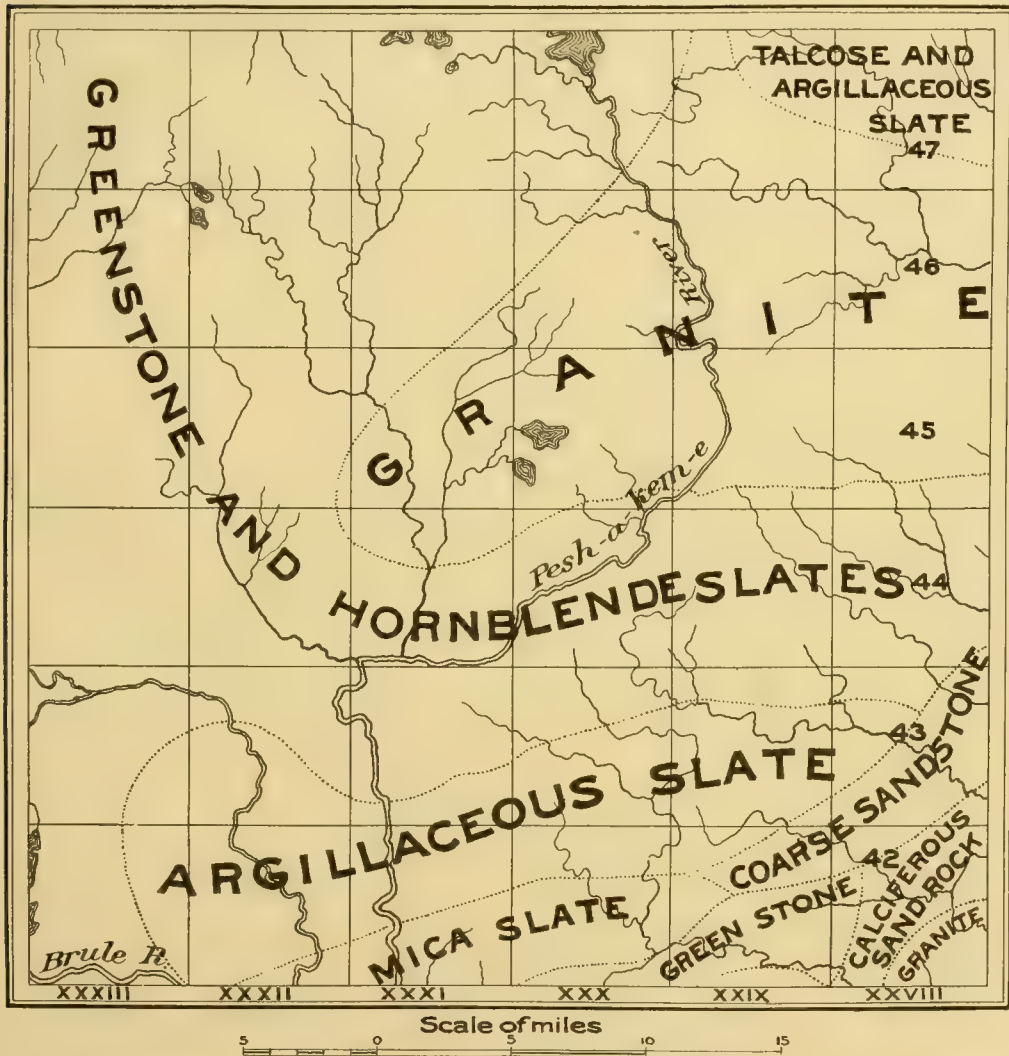 TALCOSE AND
ARGILLACEOUS
SLATE
47
GREENSTONE AND HORNBLENDE SLATES
46
River
GRANITE
45
Pesh-a-kem-e
44
43
ARGILLACEOUS SLATE
COARSE SANDSTONE
42
CALCIFEROUS
SAND ROCK
GREEN STONE
GRANITE
MICA SLATE
Brule R.
XXXIII XXXII XXXI XXX XXIX XXVIII
Scale of miles
5 0 5 10 15